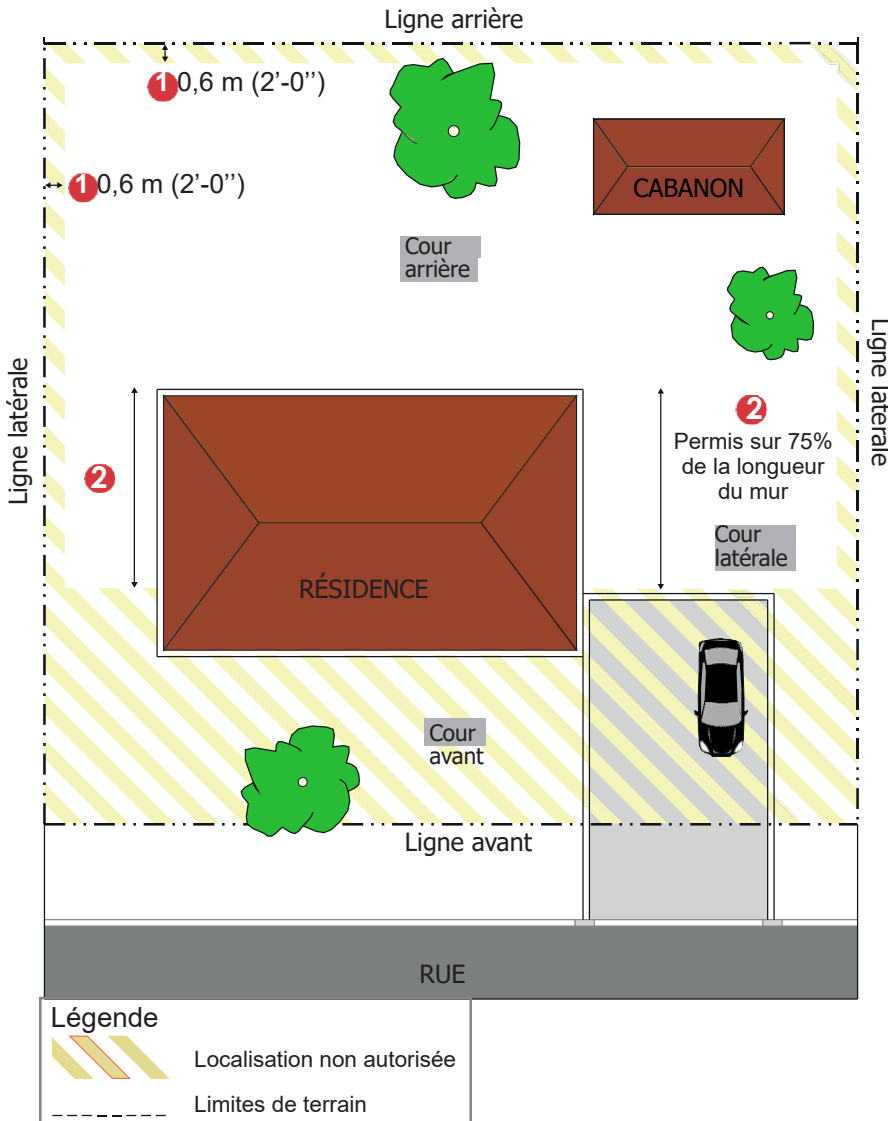 Ligne arrière
1 0,6 m (2'-0'')
1 0,6 m (2'-0'')
CABANON
Cour
arrière
Ligne latérale
Ligne latérale
2
2
Permis sur 75%
de la longueur
du mur
Cour
latérale
RÉSIDENCE
Cour
avant
Ligne avant
RUE
Légende
Localisation non autorisée
Limites de terrain